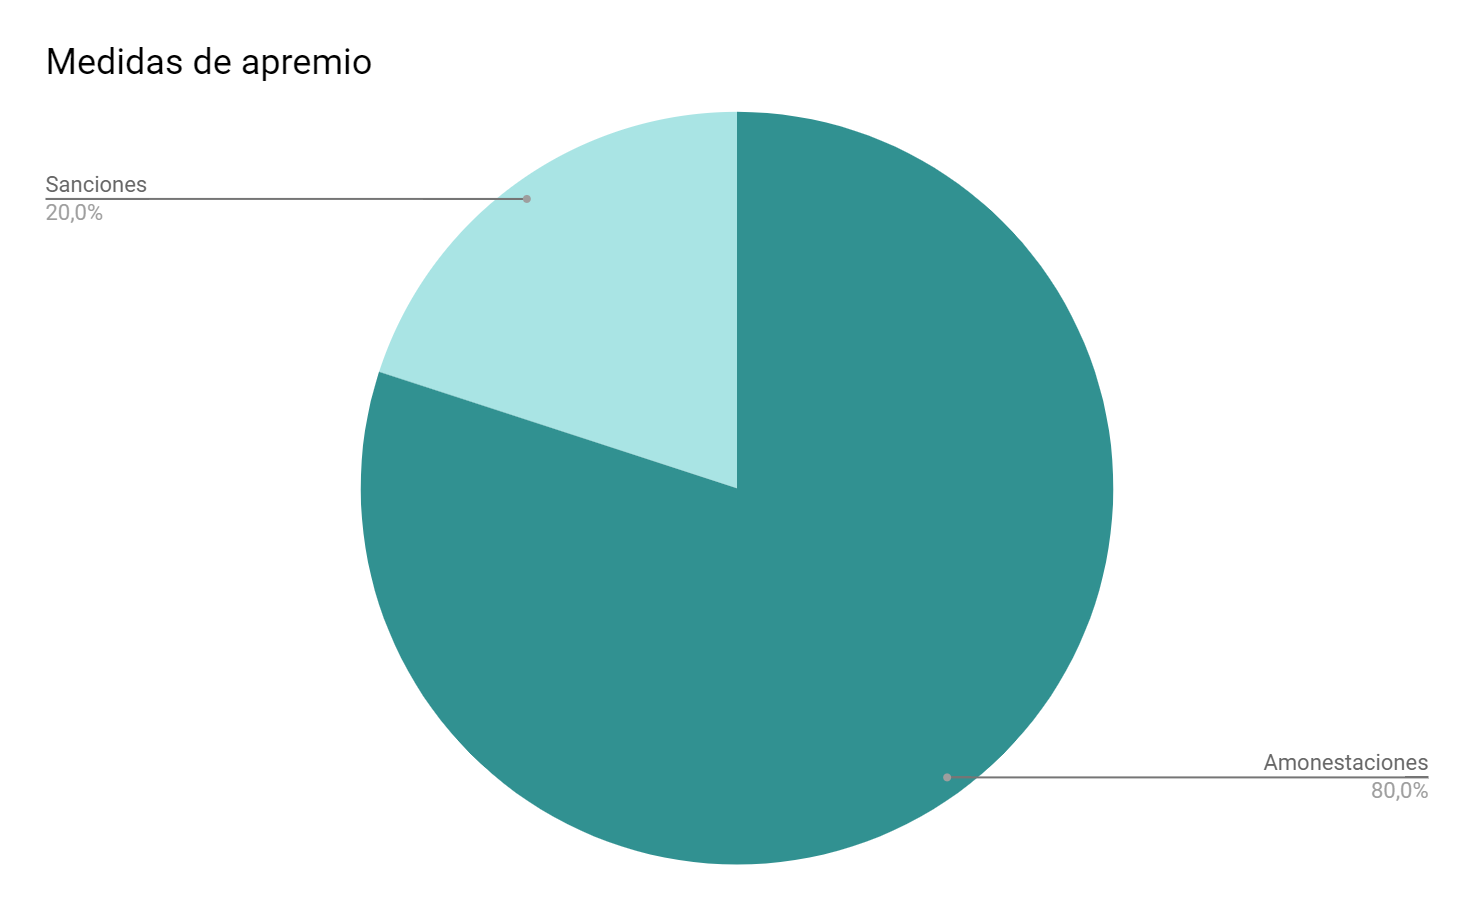 Medidas de apremio
Sanciones
20,0%
Amonestaciones
80,0%